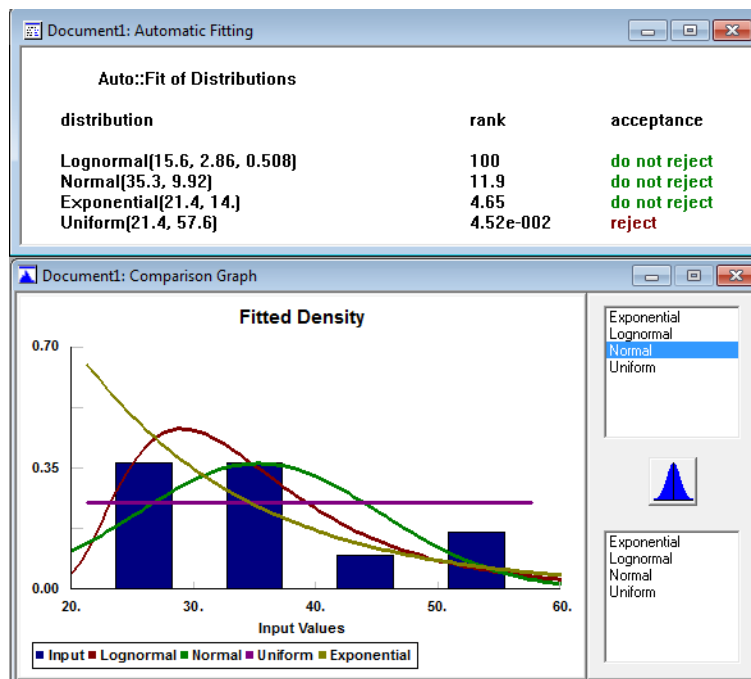 Document1: Automatic Fitting
Auto::Fit of Distributions
distribution rank acceptance
Lognormal(15.6, 2.86, 0.508) 100 do not reject
Normal(35.3, 9.92) 11.9 do not reject
Exponential(21.4, 14.) 4.65 do not reject
Uniform(21.4, 57.6) 4.52e-002 reject
Document1: Comparison Graph
Fitted Density
0.70
0.35
0.00
20. 30. 40. 50. 60.
Input Values
Input Lognormal Normal Uniform Exponential
Exponential
Lognormal
Normal
Uniform
Exponential
Lognormal
Normal
Uniform